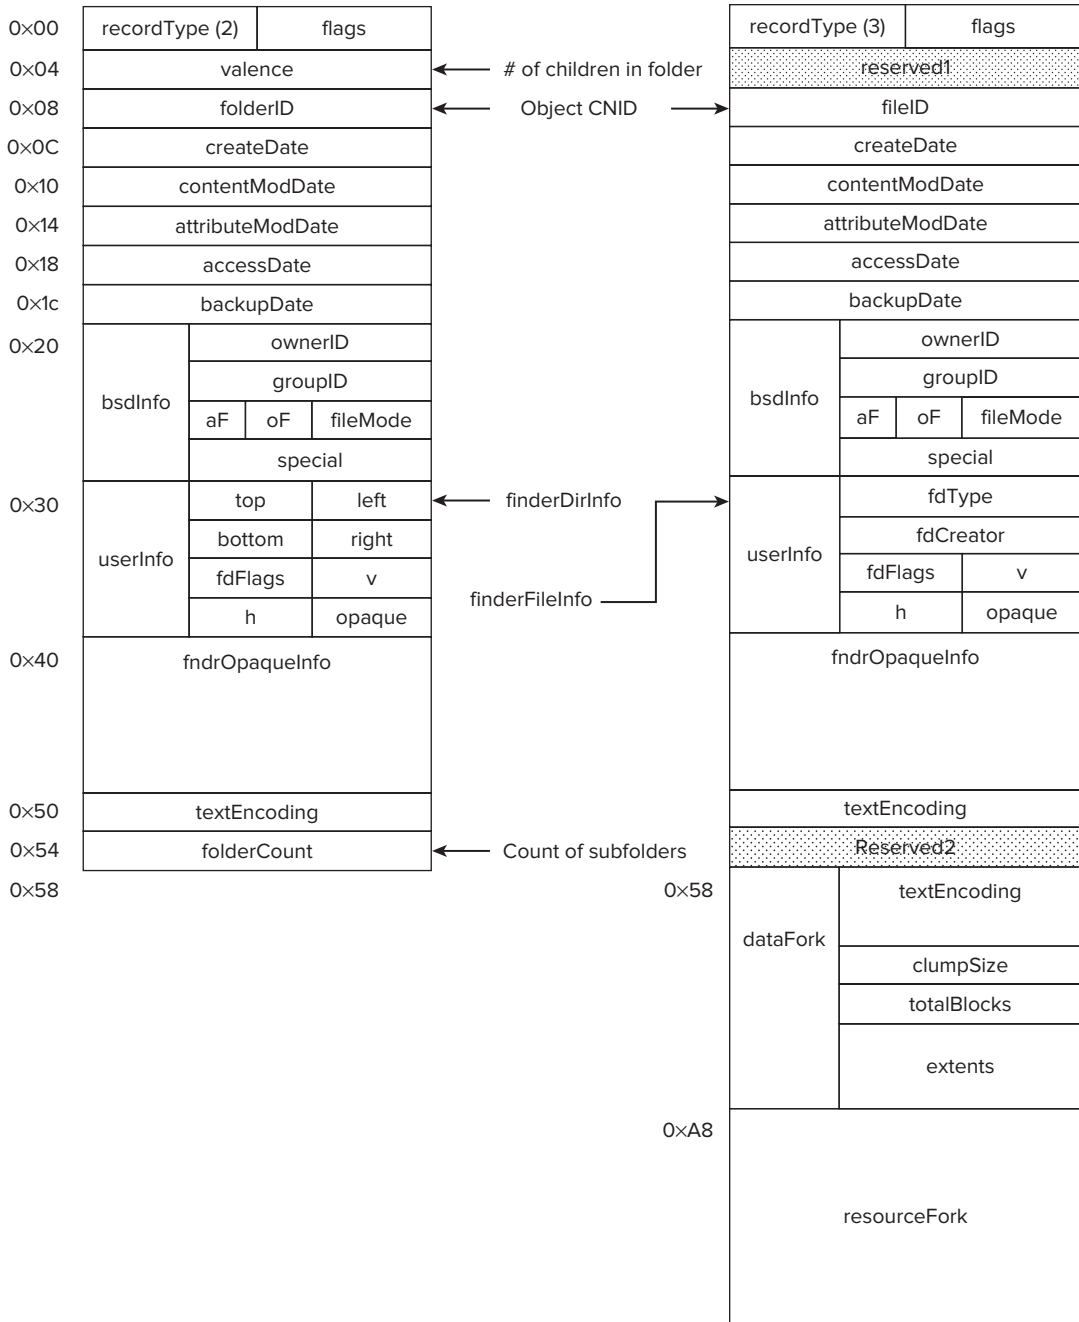 0×00 recordType (2) flags recordType (3) flags
0×04 valence # of children in folder reserved1
0×08 folderID Object CNID fileID
0×0C createDate createDate
0×10 contentModDate contentModDate
0×14 attributeModDate attributeModDate
0×18 accessDate accessDate
0×1c backupDate backupDate
0×20 ownerID ownerID
groupID groupID
bsdInfo bsdInfo
aF oF fileMode aF oF fileMode
special special
0×30 top left finderDirInfo fdType
bottom right fdCreator
userInfo userInfo
fdFlags v fdFlags v
finderFileInfo
h opaque h opaque
0×40 fndrOpaqueInfo fndrOpaqueInfo
0×50 textEncoding textEncoding
0×54 folderCount Count of subfolders Reserved2
0×58 0×58 textEncoding
dataFork
clumpSize
totalBlocks
extents
0×A8
resourceFork